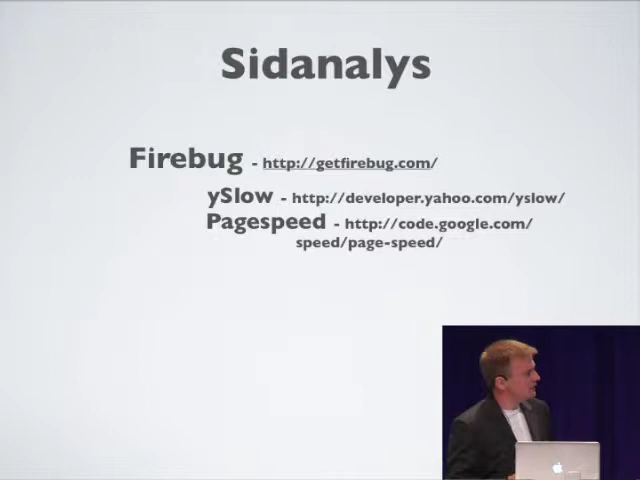 Sidanalys
Firebug - http://getfirebug.com/
ySlow - http://developer.yahoo.com/yslow/
Pagespeed - http://code.google.com/
speed/page-speed/